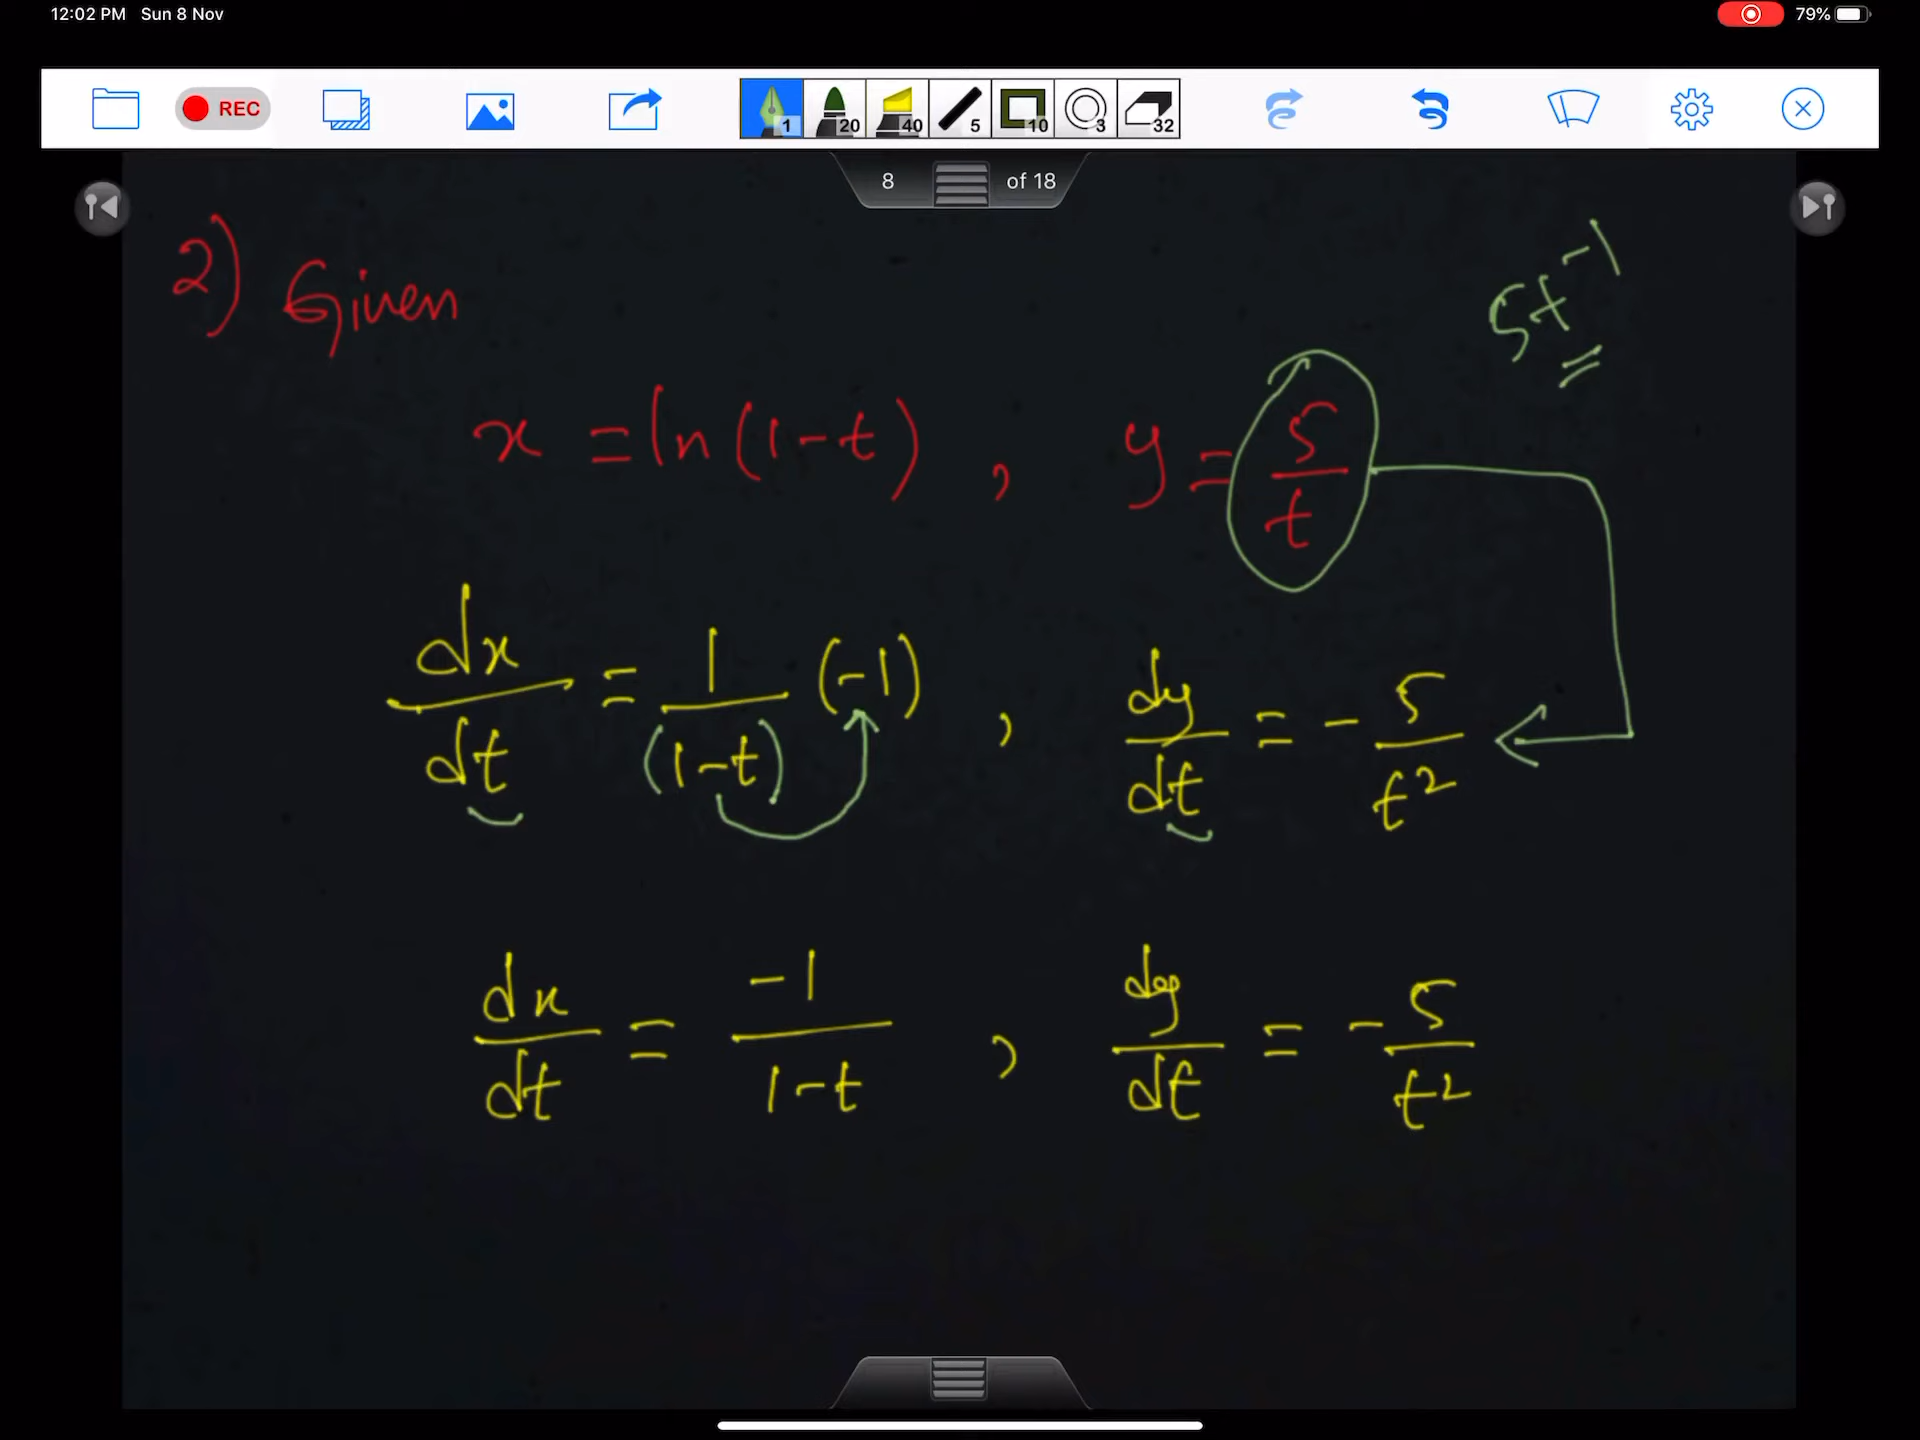 12:02 PM Sun 8 Nov 79%
REC 1 20 40 5 10 3 32
8 of 18
2) Given
5t⁻¹
x = ln(1-t) , y = 5/t
dx/dt = 1/(1-t) (-1) , dy/dt = - 5/t²
dx/dt = -1/1-t , dy/dt = - 5/t²